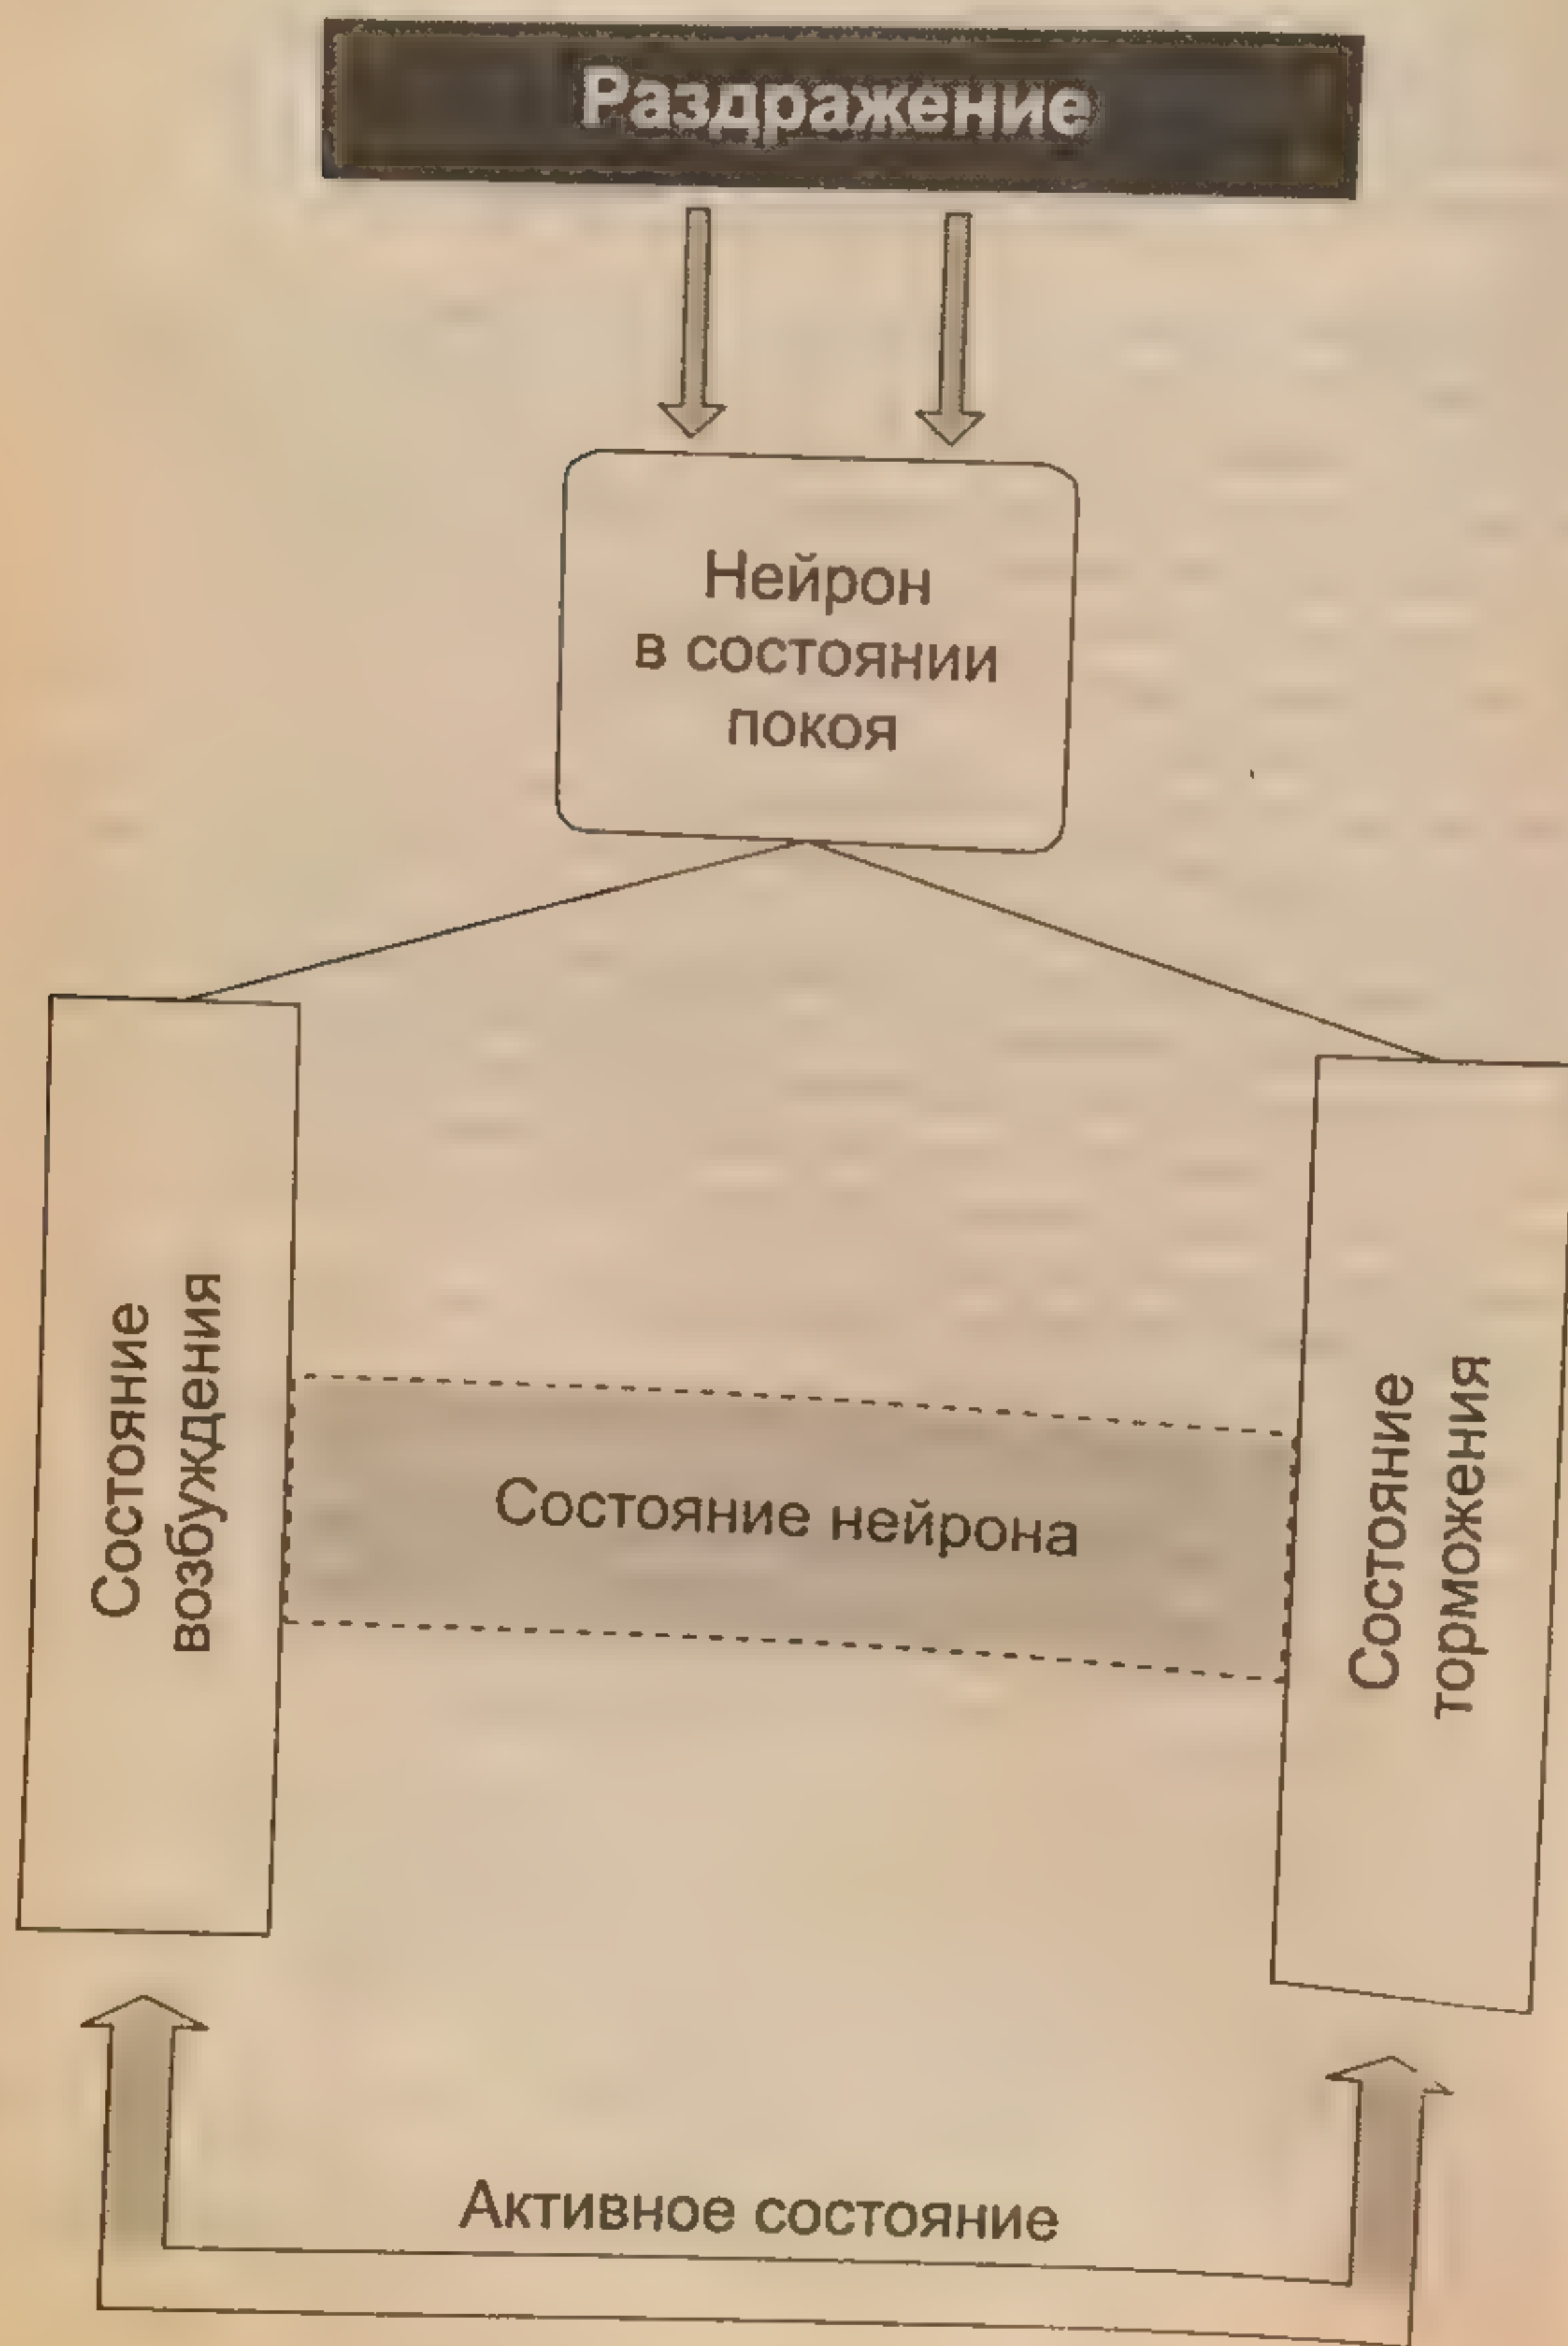 Раздражение
Нейрон
в состоянии
покоя
Состояние
возбуждения
Состояние нейрона
Состояние
торможения
Активное состояние